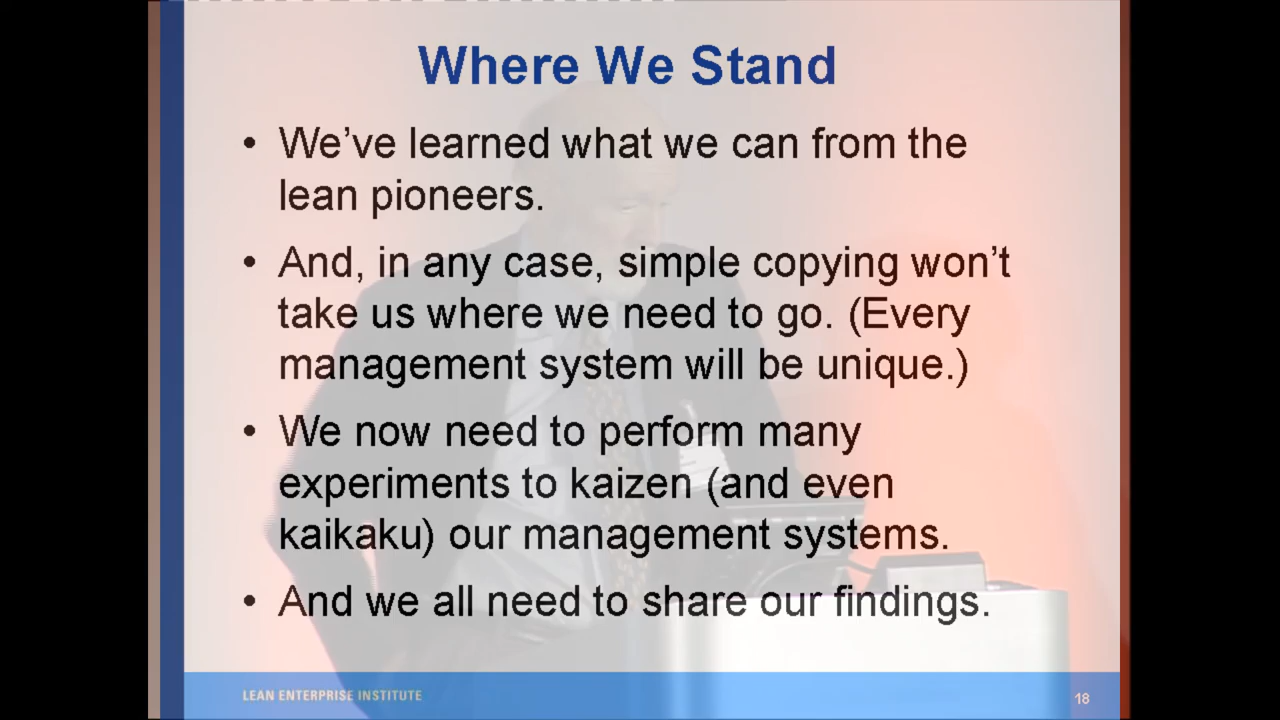 Where We Stand
• We’ve learned what we can from the
lean pioneers.
• And, in any case, simple copying won’t
take us where we need to go. (Every
management system will be unique.)
• We now need to perform many
experiments to kaizen (and even
kaikaku) our management systems.
• And we all need to share our findings.
LEAN ENTERPRISE INSTITUTE
18